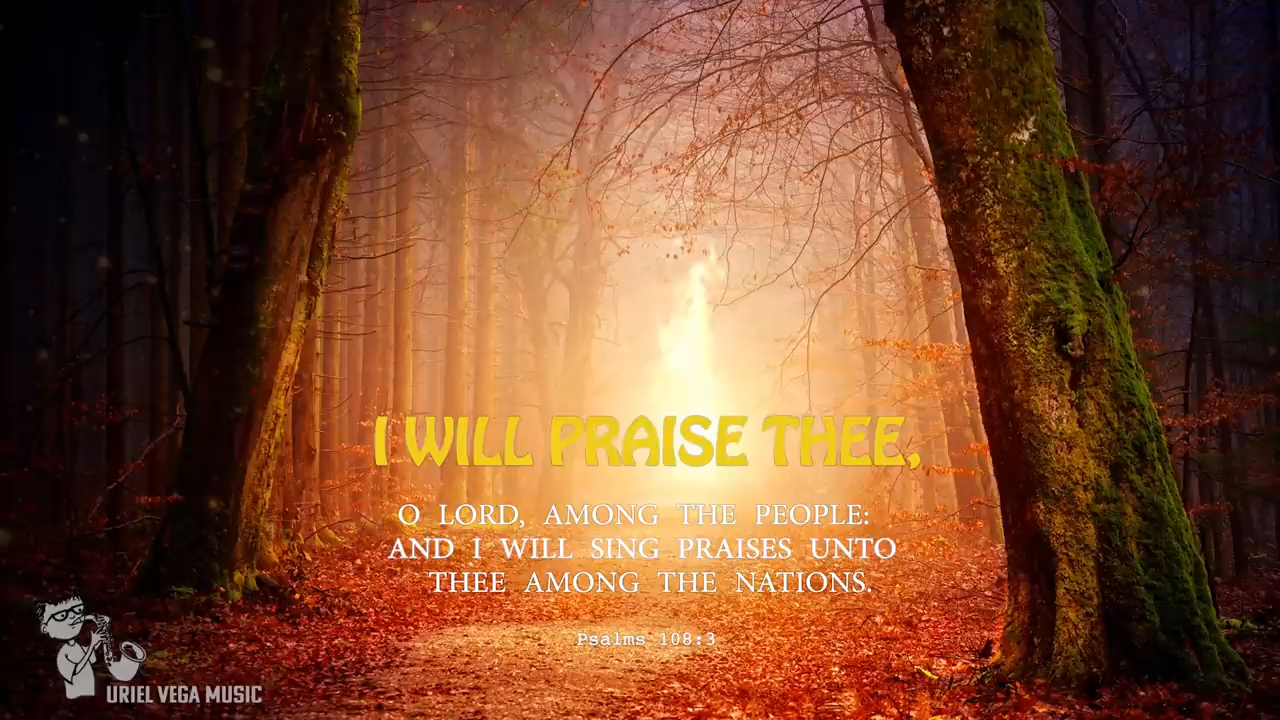 I WILL PRAISE THEE,
O LORD, AMONG THE PEOPLE:
AND I WILL SING PRAISES UNTO
THEE AMONG THE NATIONS.
Psalms 108:3
URIEL VEGA MUSIC